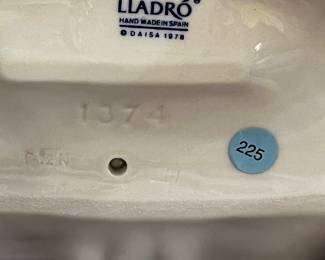 LLADRÓ®
HAND MADE IN SPAIN
© DAISA 1978
1374
225